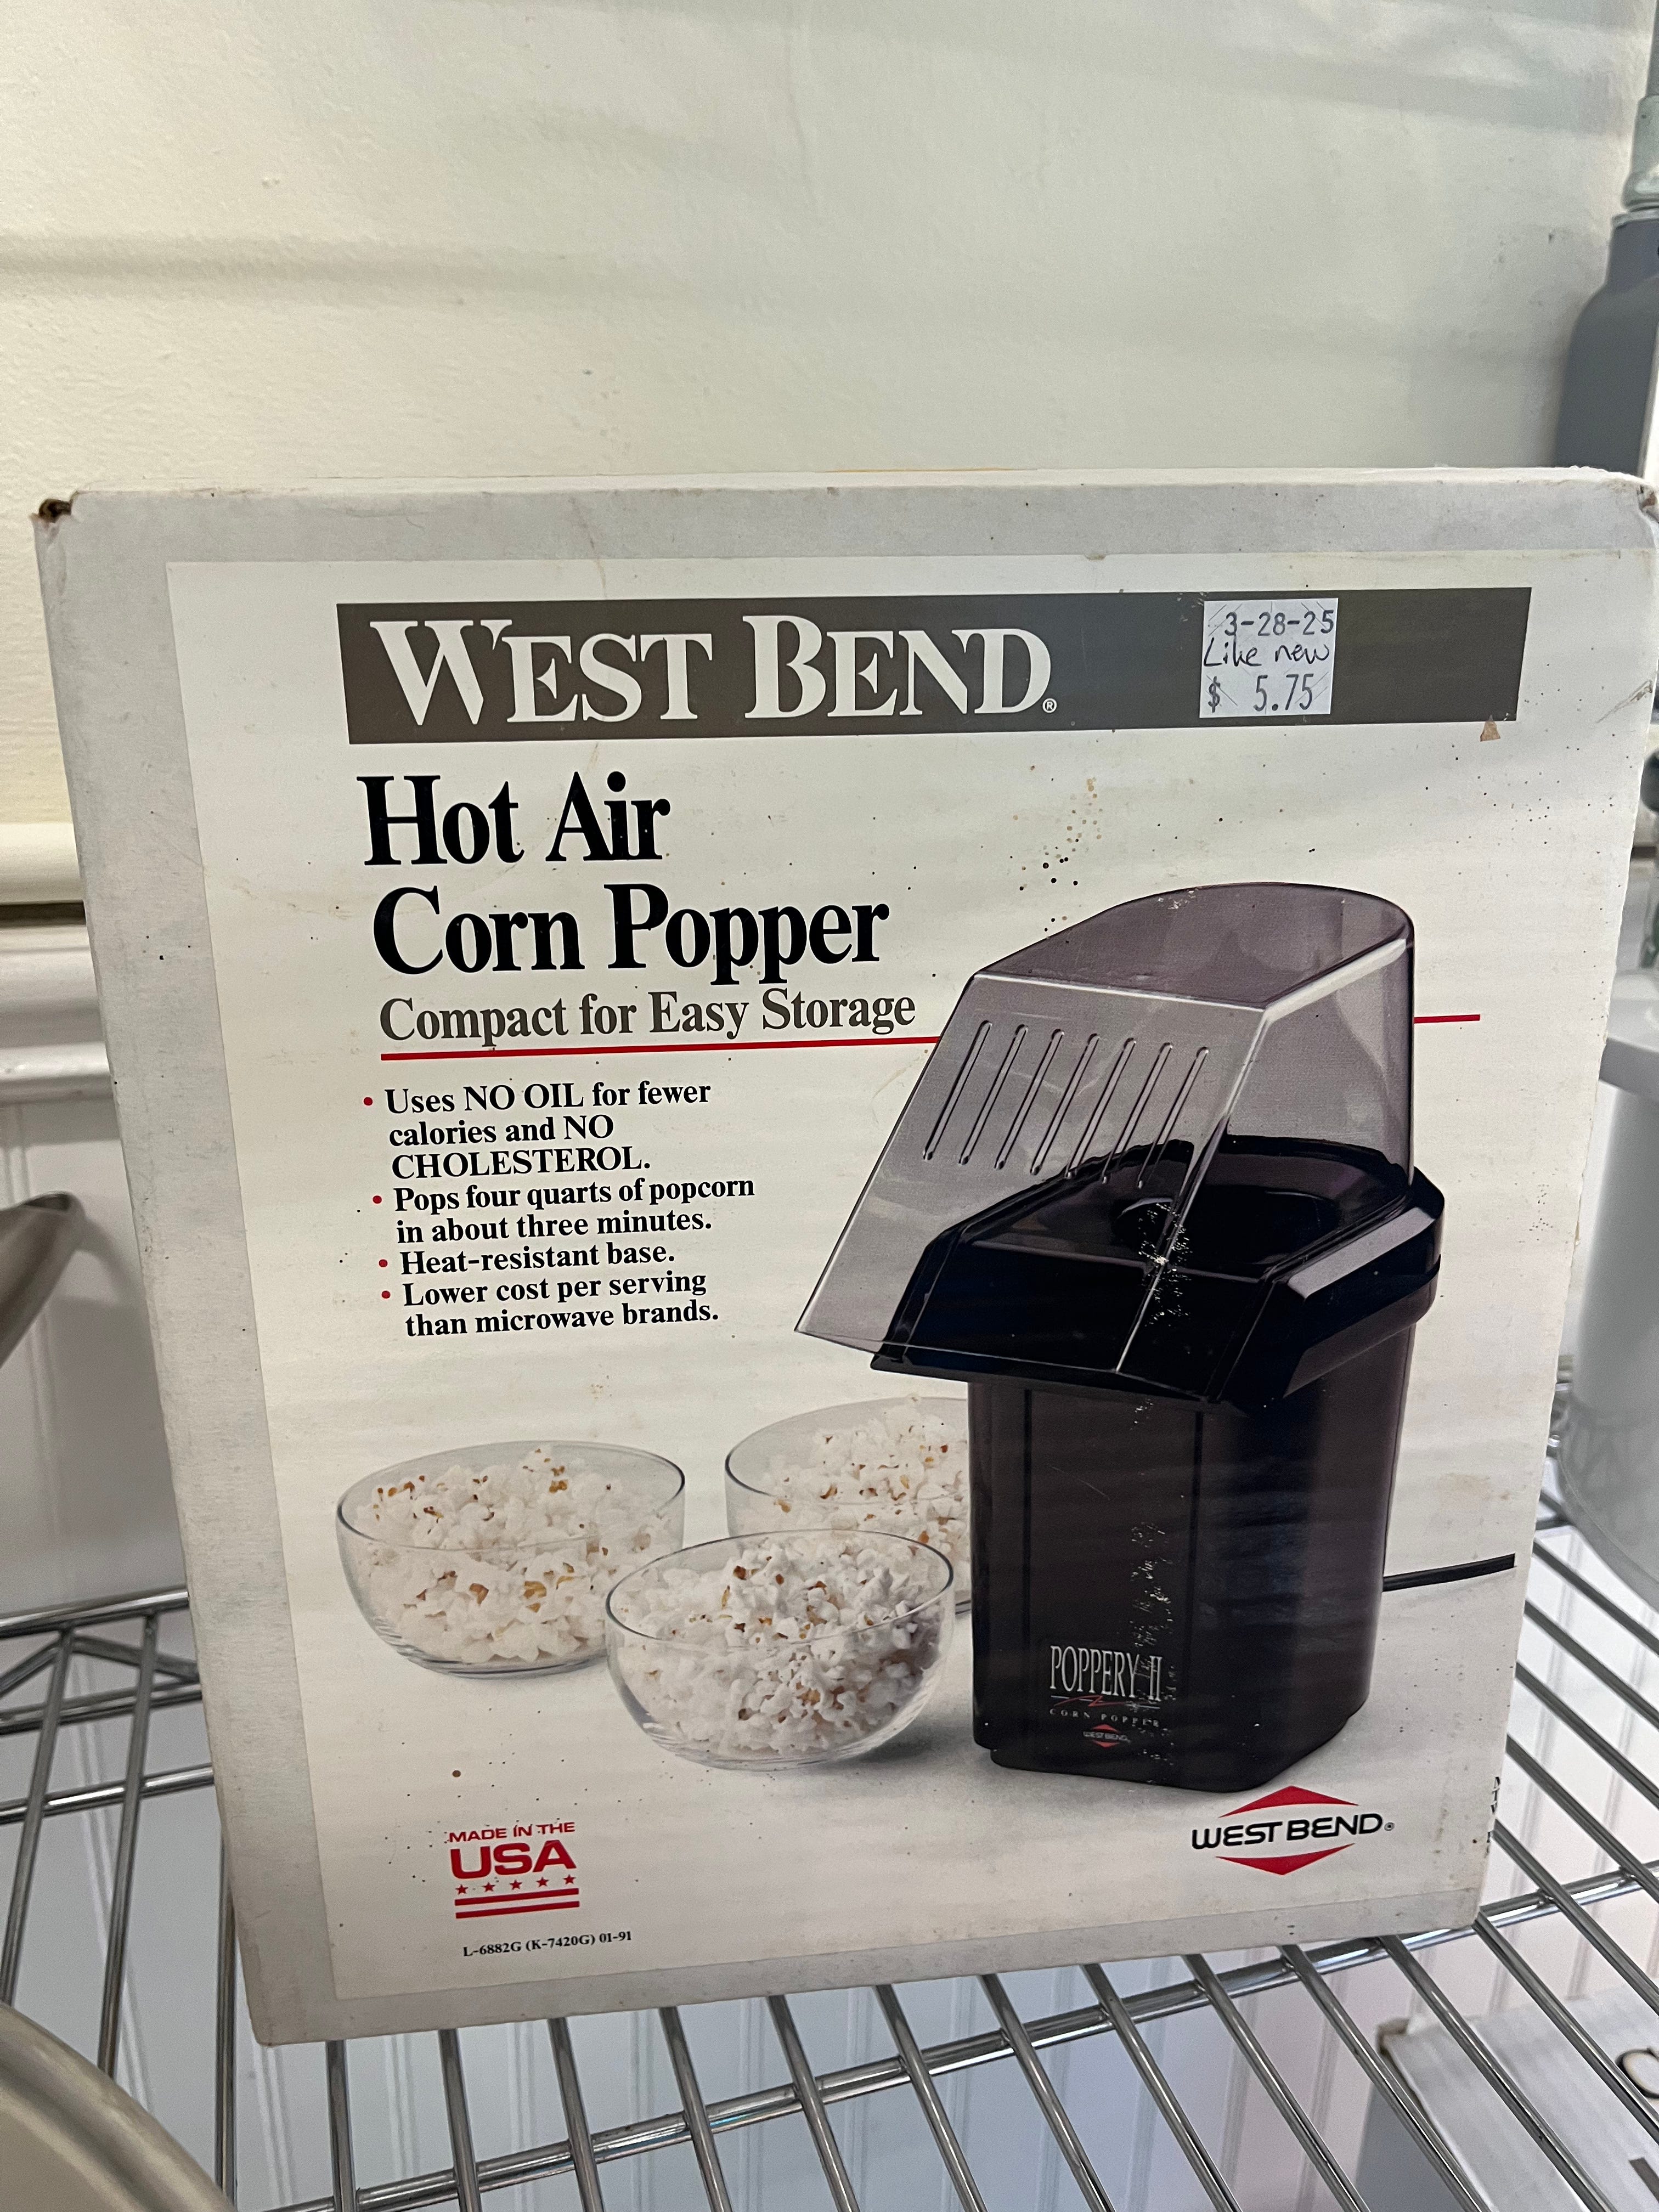 WEST BEND®
3-28-25
Like new
$ 5.75
Hot Air
Corn Popper
Compact for Easy Storage
• Uses NO OIL for fewer
calories and NO
CHOLESTEROL.
• Pops four quarts of popcorn
in about three minutes.
• Heat-resistant base.
• Lower cost per serving
than microwave brands.
POPPERY II
CORN POPPER
WEST BEND
MADE IN THE
USA
WEST BEND®
L-6882G (K-7420G) 01-91